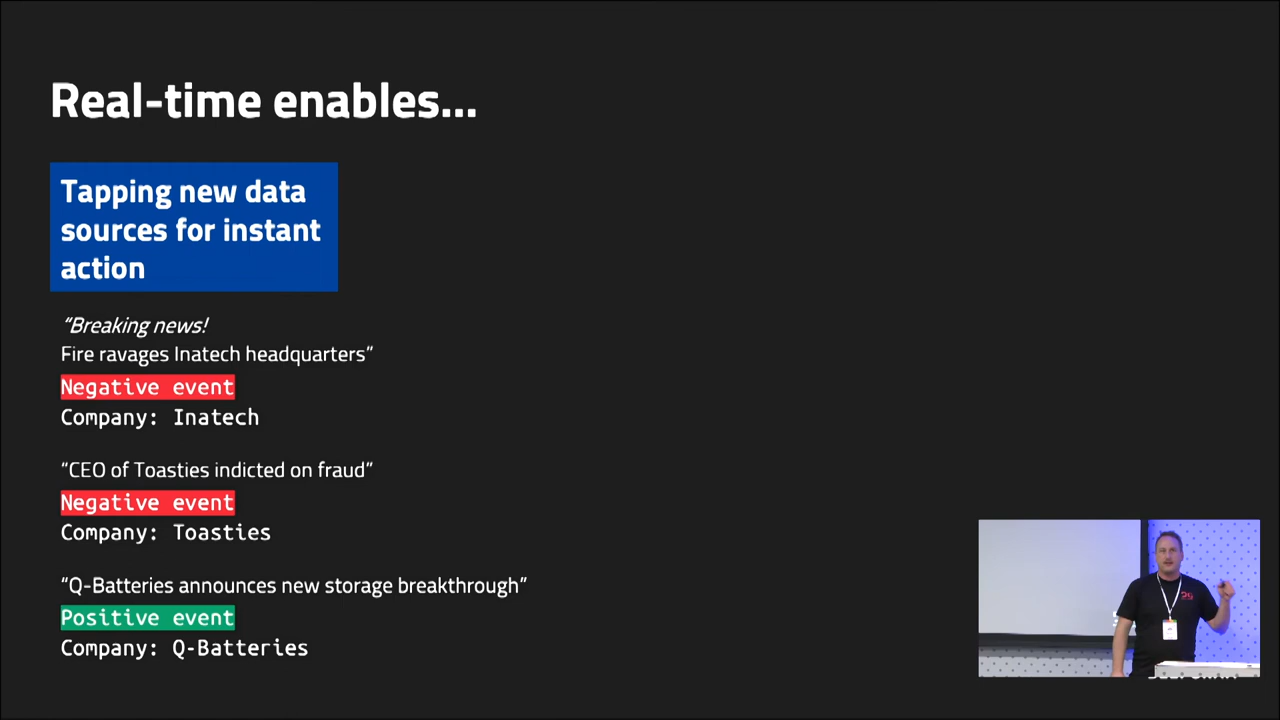 Real-time enables...
Tapping new data
sources for instant
action
“Breaking news!
Fire ravages Inatech headquarters”
Negative event
Company: Inatech
“CEO of Toasties indicted on fraud”
Negative event
Company: Toasties
“Q-Batteries announces new storage breakthrough”
Positive event
Company: Q-Batteries